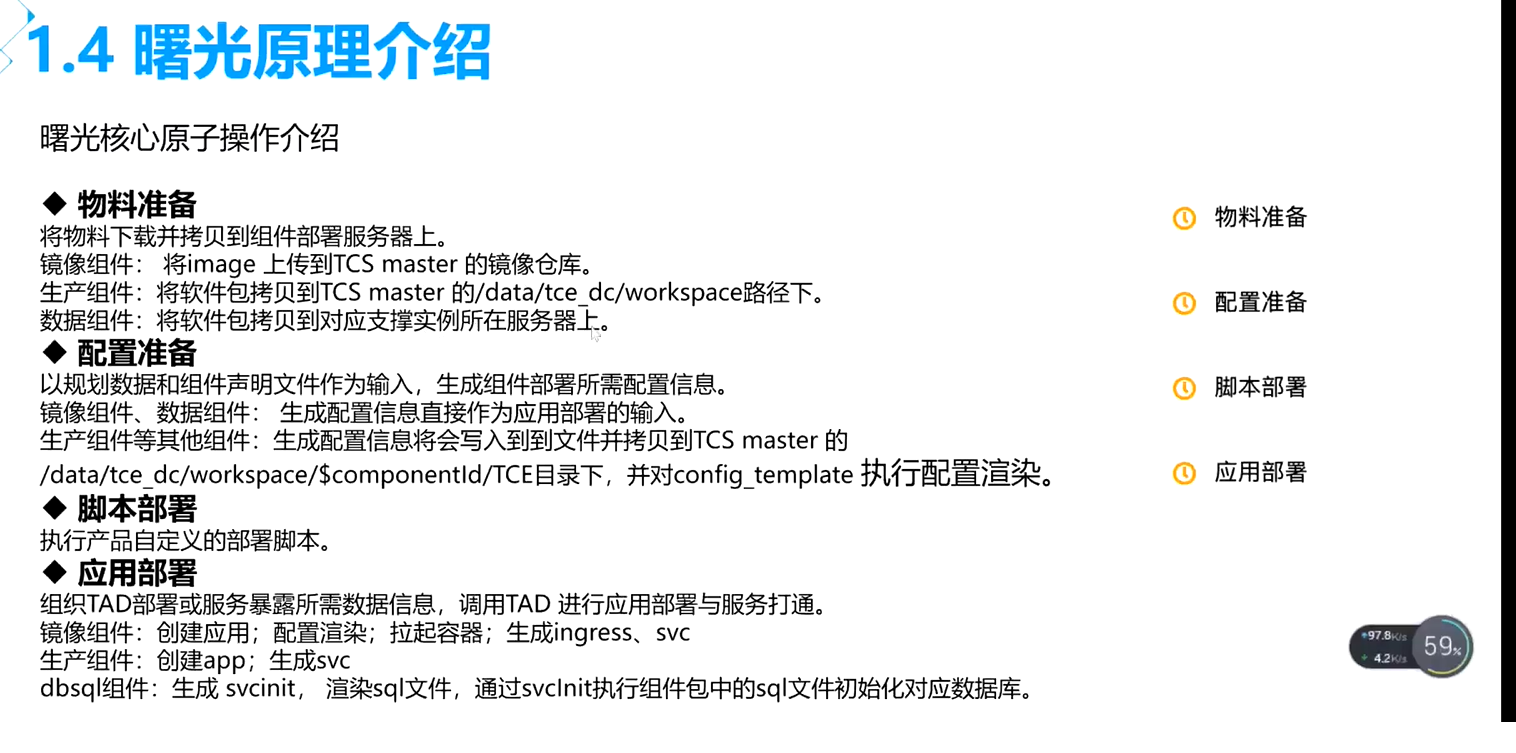 1.4 曙光原理介绍
曙光核心原子操作介绍
◆ 物料准备
将物料下载并拷贝到组件部署服务器上。
镜像组件： 将image 上传到TCS master 的镜像仓库。
生产组件：将软件包拷贝到TCS master 的/data/tce_dc/workspace路径下。
数据组件：将软件包拷贝到对应支撑实例所在服务器上。
◆ 配置准备
以规划数据和组件声明文件作为输入，生成组件部署所需配置信息。
镜像组件、数据组件： 生成配置信息直接作为应用部署的输入。
生产组件等其他组件：生成配置信息将会写入到到文件并拷贝到TCS master 的
/data/tce_dc/workspace/$componentId/TCE目录下，并对config_template 执行配置渲染。
◆ 脚本部署
执行产品自定义的部署脚本。
◆ 应用部署
组织TAD部署或服务暴露所需数据信息，调用TAD 进行应用部署与服务打通。
镜像组件：创建应用；配置渲染；拉起容器；生成ingress、svc
生产组件：创建app；生成svc
dbsql组件：生成 svcinit， 渲染sql文件，通过svcInit执行组件包中的sql文件初始化对应数据库。
物料准备
配置准备
脚本部署
应用部署
97.8K/s
4.2K/s
59%